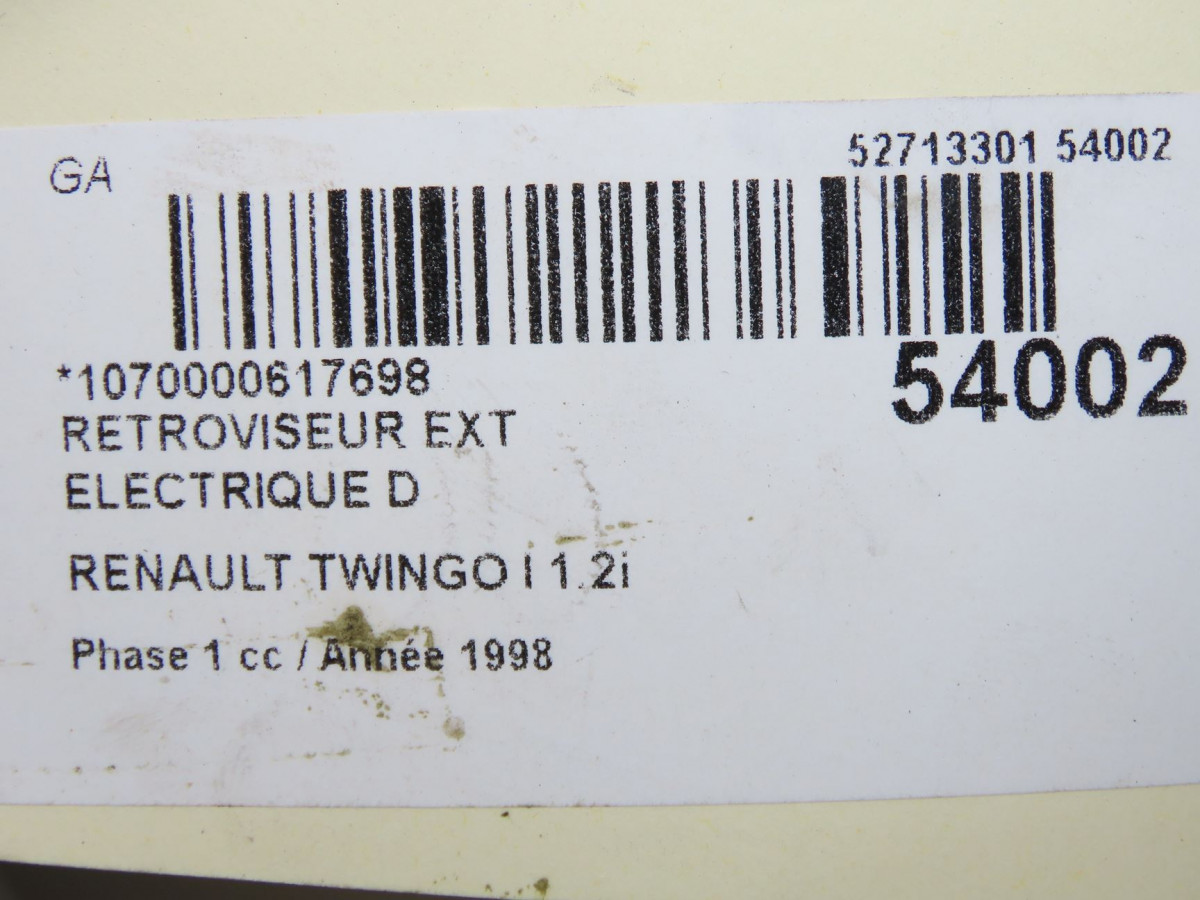 GA
52713301 54002
*1070000617698
54002
RETROVISEUR EXT
ELECTRIQUE D
RENAULT TWINGO I 1.2i
Phase 1 cc / Année 1998